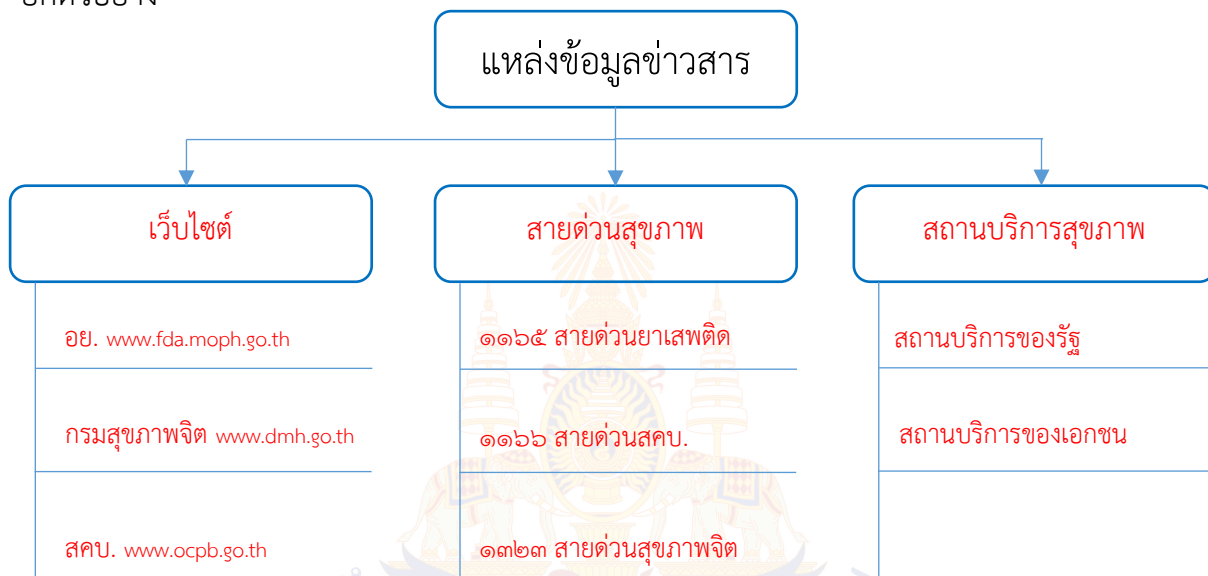 แหล่งข้อมูลข่าวสาร
เว็บไซต์
สายด่วนสุขภาพ
สถานบริการสุขภาพ
อย. www.fda.moph.go.th
๑๑๖๕ สายด่วนยาเสพติด
สถานบริการของรัฐ
กรมสุขภาพจิต www.dmh.go.th
๑๑๖๖ สายด่วนสคบ.
สถานบริการของเอกชน
สคบ. www.ocpb.go.th
๑๓๒๓ สายด่วนสุขภาพจิต